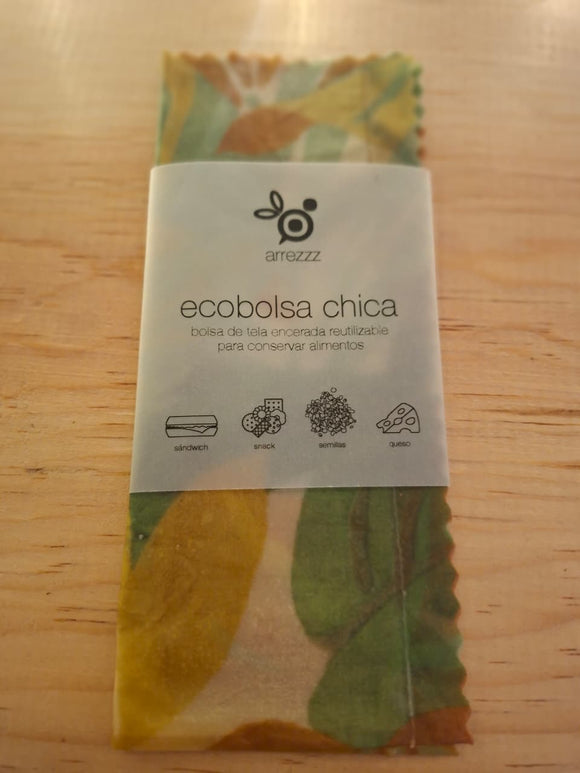 arrezzz
ecobolsa chica
bolsa de tela encerada reutilizable
para conservar alimentos
sándwich snack semillas queso